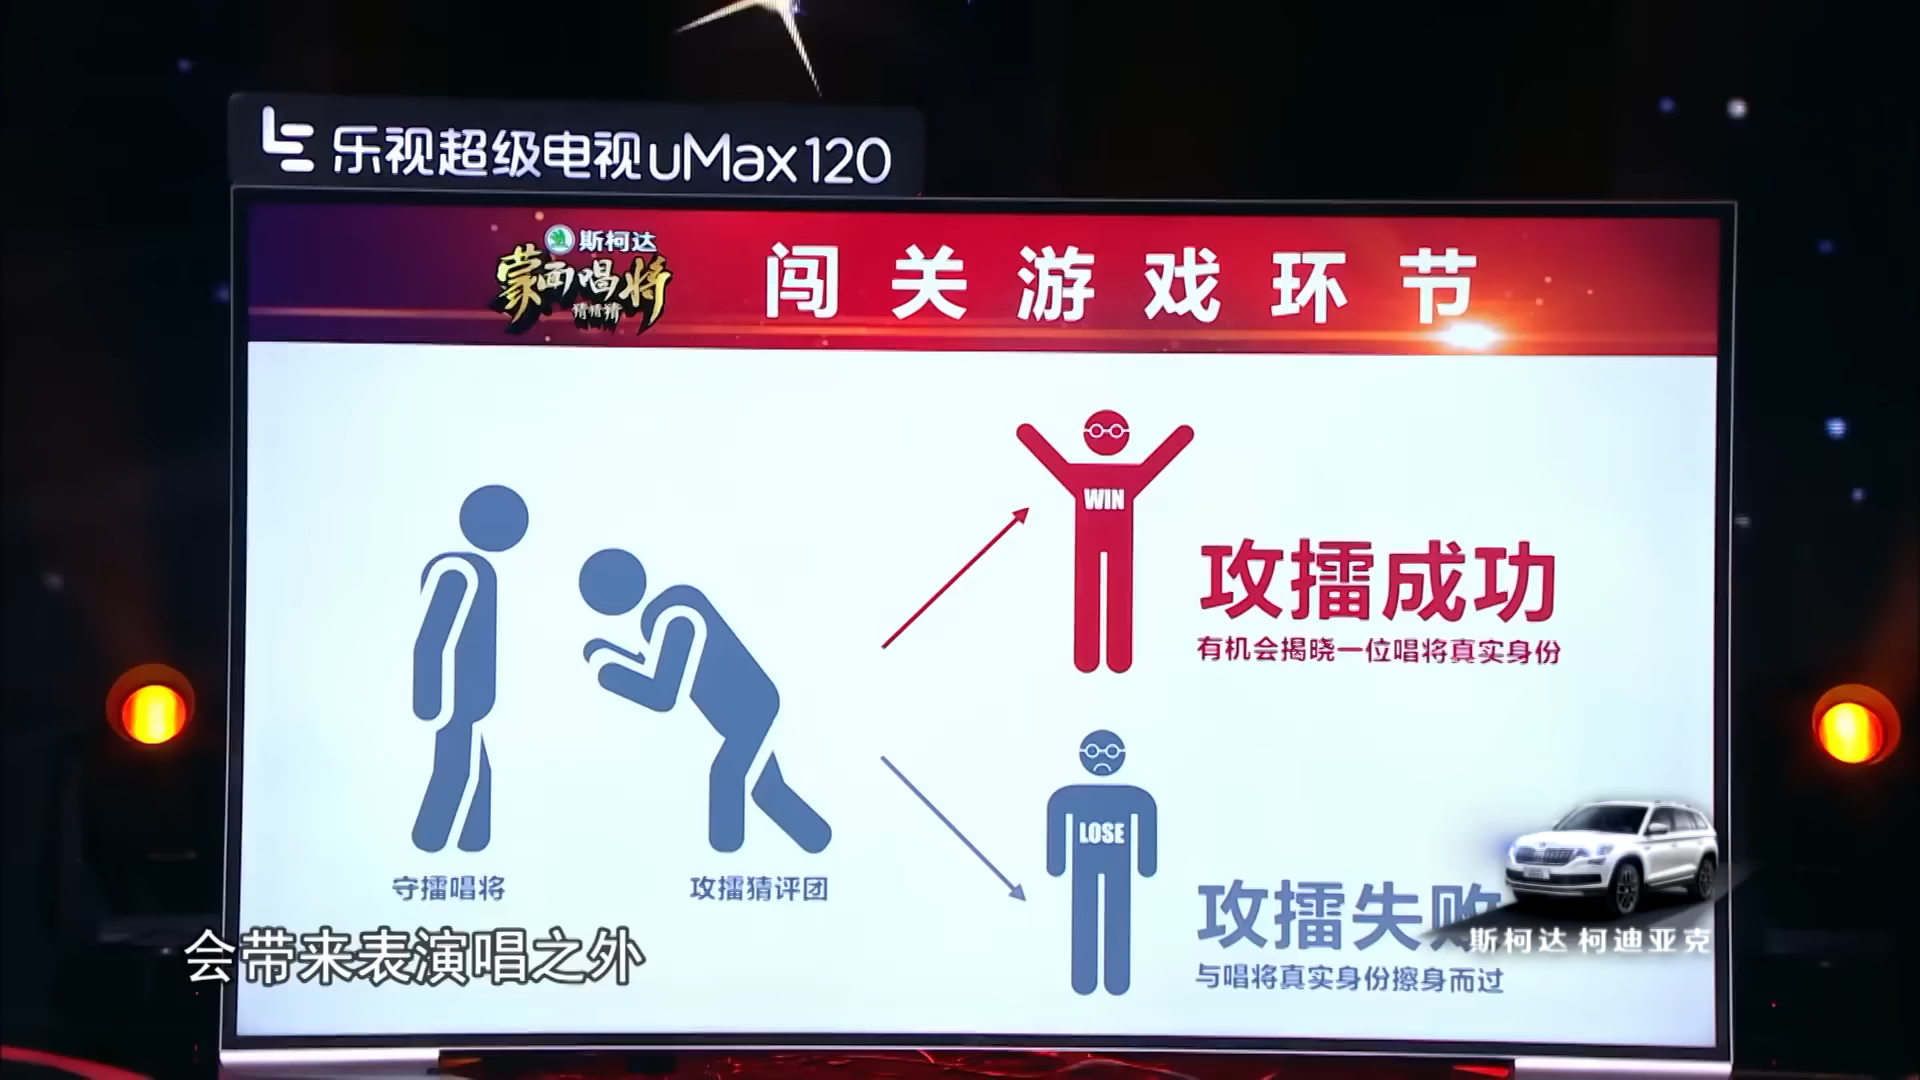 乐视超级电视uMax120
斯柯达
蒙面唱将
猜猜猜
闯关游戏环节
WIN
攻擂成功
有机会揭晓一位唱将真实身份
LOSE
守擂唱将
攻擂猜评团
攻擂失败
斯柯达 柯迪亚克
会带来表演唱之外
与唱将真实身份擦身而过